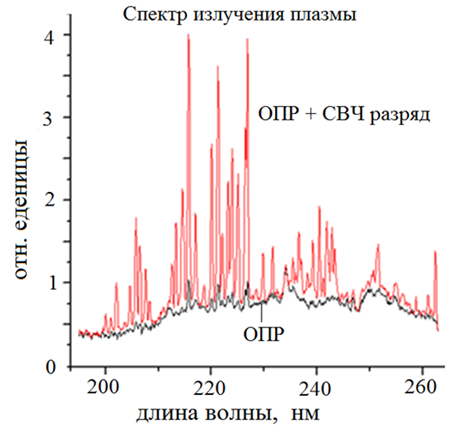 Спектр излучения плазмы
4
3
2
1
0
отн. еденицы
ОПР + СВЧ разряд
ОПР
200 220 240 260
длина волны, нм